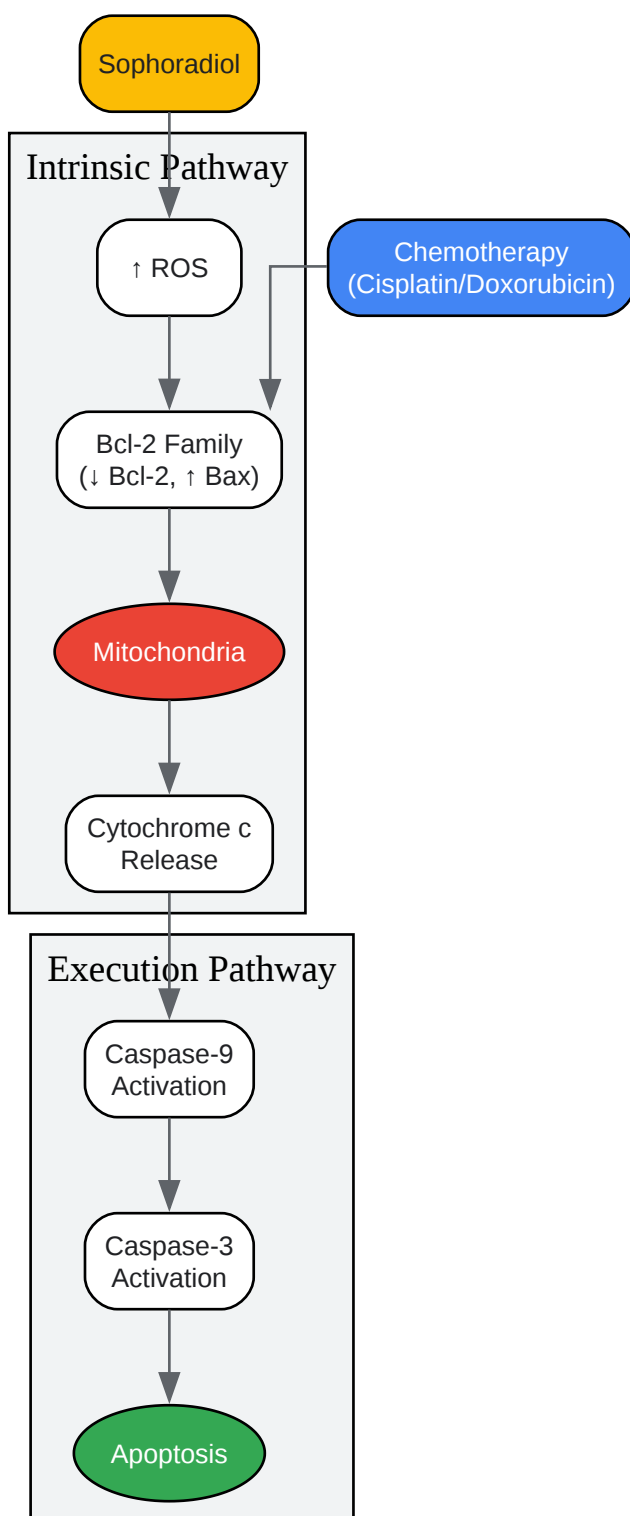 Sophoradiol
Intrinsic Pathway
↑ ROS
Chemotherapy
(Cisplatin/Doxorubicin)
Bcl-2 Family
(↓ Bcl-2, ↑ Bax)
Mitochondria
Cytochrome c
Release
Execution Pathway
Caspase-9
Activation
Caspase-3
Activation
Apoptosis